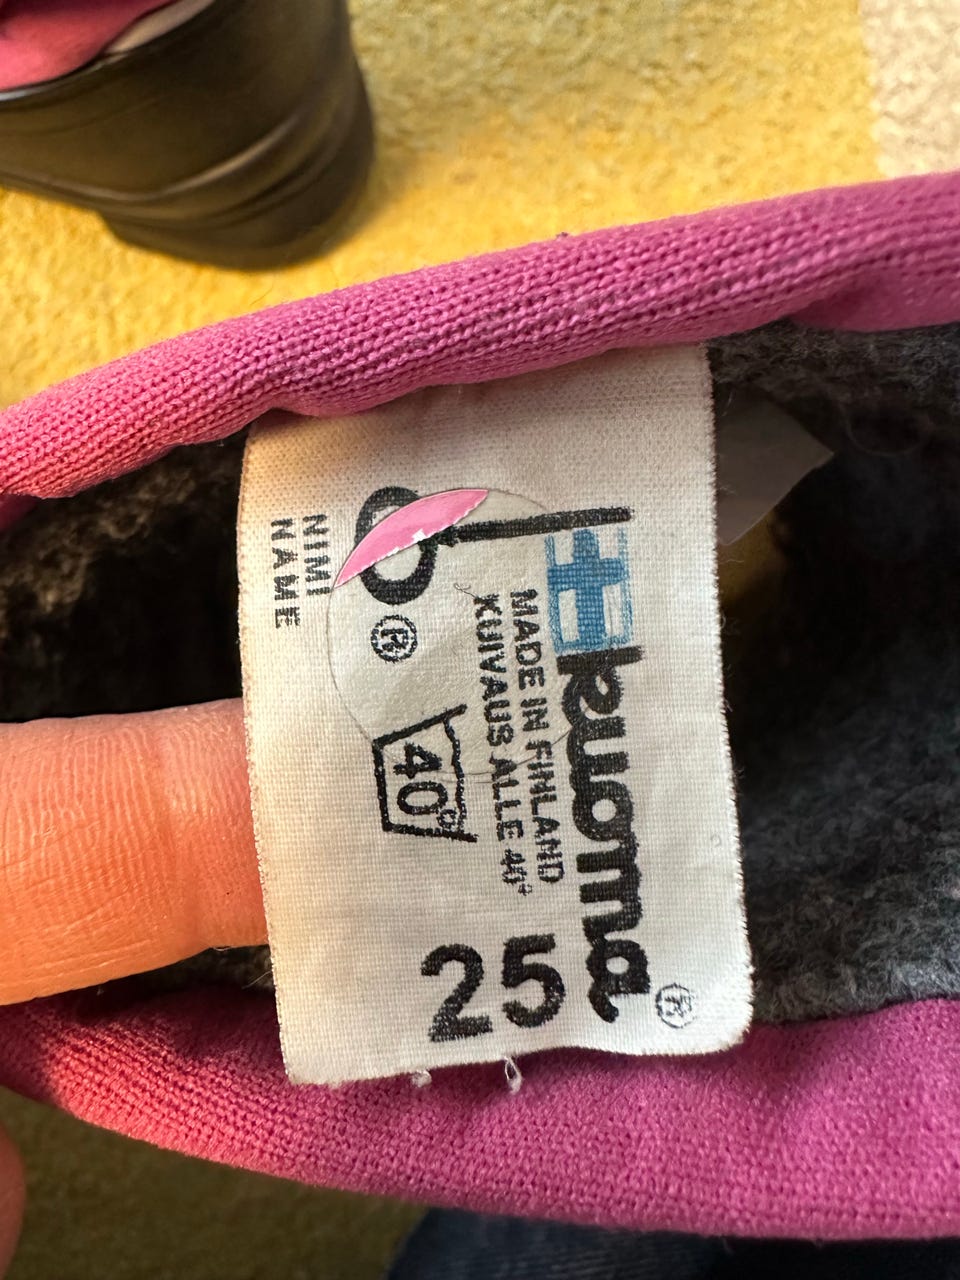 kuoma®
MADE IN FINLAND
KUIVAUS ALLE 40°
®
40°
25
NIMI
NAME